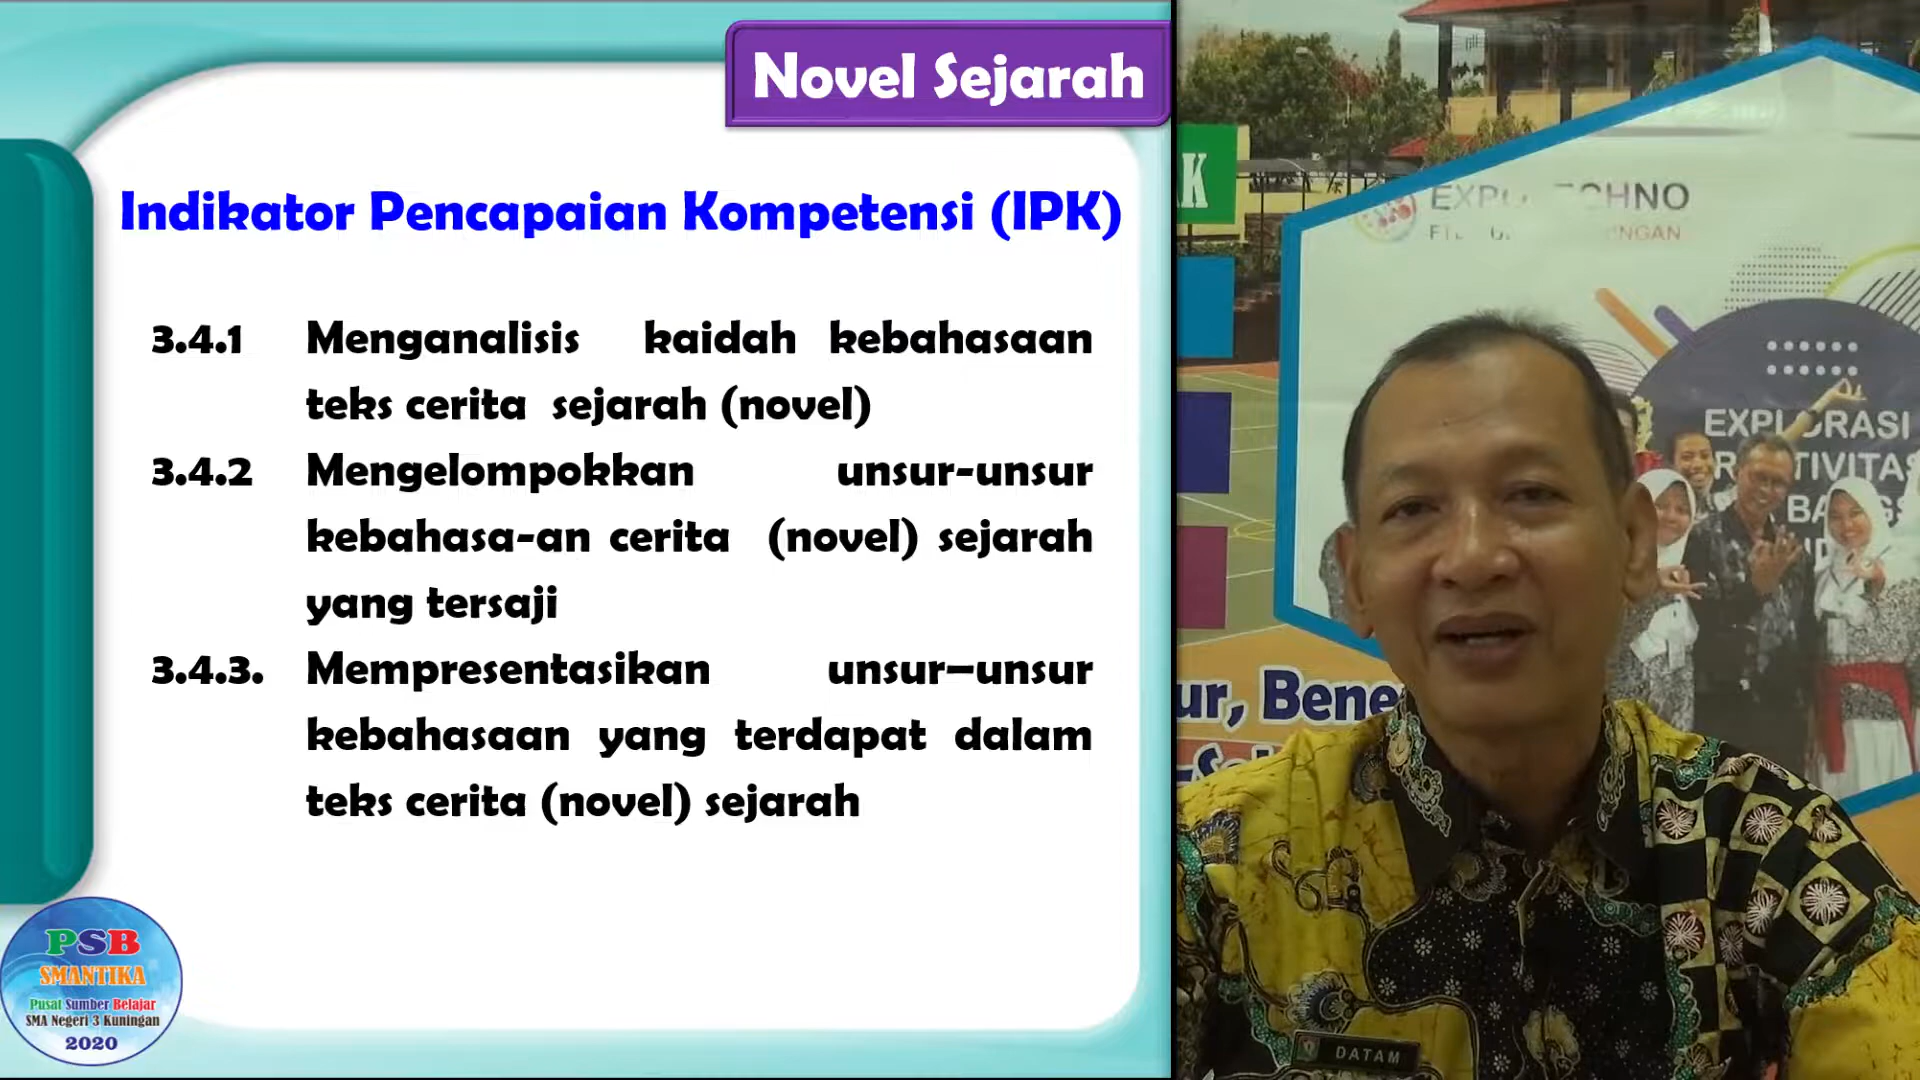 Novel Sejarah
Indikator Pencapaian Kompetensi (IPK)
3.4.1 Menganalisis kaidah kebahasaan
teks cerita sejarah (novel)
3.4.2 Mengelompokkan unsur-unsur
kebahasa-an cerita (novel) sejarah
yang tersaji
3.4.3. Mempresentasikan unsur–unsur
kebahasaan yang terdapat dalam
teks cerita (novel) sejarah
PSB
SMANTIKA
Pusat Sumber Belajar
SMA Negeri 3 Kuningan
2020
K
EXPLORASI
ur, Bene
DATAM